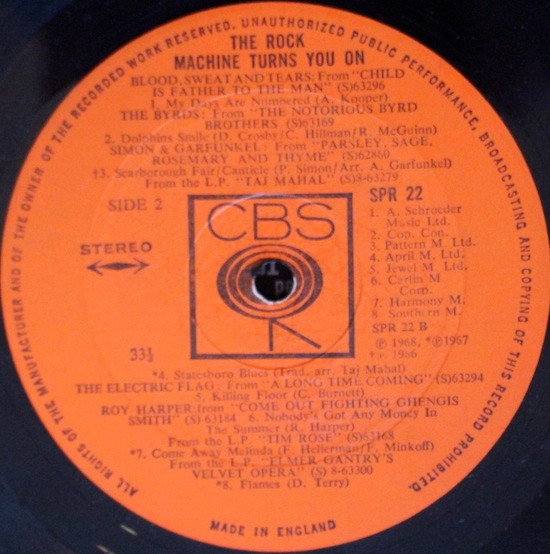 ALL RIGHTS OF THE MANUFACTURER AND OF THE OWNER OF THE RECORDED WORK RESERVED. UNAUTHORIZED PUBLIC PERFORMANCE, BROADCASTING AND COPYING OF THIS RECORD PROHIBITED.
THE ROCK
MACHINE TURNS YOU ON
BLOOD, SWEAT AND TEARS: From "CHILD
IS FATHER TO THE MAN" (S)63296
1. My Days Are Numbered (A. Kooper)
THE BYRDS: From "THE NOTORIOUS BYRD
BROTHERS (S)63169
2. Dolphins Smile (D. Crosby/C. Hillman/R. McGuinn)
SIMON & GARFUNKEL: From "PARSLEY, SAGE,
ROSEMARY AND THYME" (S)62860
†3. Scarborough Fair/Canticle (P. Simon/Arr. A. Garfunkel)
From the L.P. "TAJ MAHAL" (S)8-63279
SIDE 2
STEREO
33⅓
CBS
SPR 22
1. A. Schroeder
Music Ltd.
2. Cop. Con.
3. Pattern M. Ltd.
4. April M. Ltd.
5. Jewel M. Ltd.
6. Carlin M.
Corp.
7. Harmony M.
8. Southern M.
SPR 22 B
℗ 1968, *℗1967
†℗ 1966
*4. Statesboro Blues (Trad. arr. Taj Mahal)
THE ELECTRIC FLAG: From "A LONG TIME COMING" (S)63294
5. Killing Floor (C. Burnett)
ROY HARPER from "COME OUT FIGHTING GHENGIS
SMITH" (S) 63184 6. Nobody's Got Any Money In
The Summer (R. Harper)
From the L.P. "TIM ROSE" (S)63168
*7. Come Away Melinda (F. Hellerman/F. Minkoff)
From the L.P. "ELMER GANTRY'S
VELVET OPERA" (S) 8-63300
*8. Flames (D. Terry)
MADE IN ENGLAND